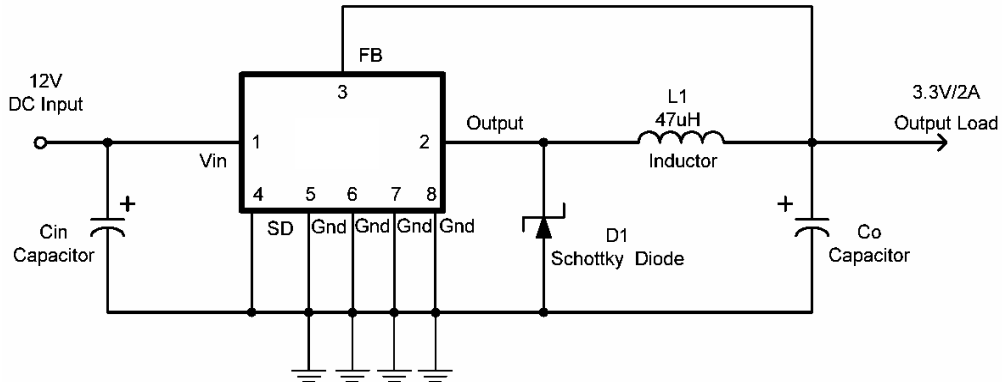 FB
12V
DC Input
3
L1
47uH
Inductor
3.3V/2A
Output Load
Output
1
2
Vin
4
5
6
7
8
SD
Gnd
Gnd
Gnd
Gnd
+
Cin
Capacitor
D1
Schottky Diode
+
Co
Capacitor